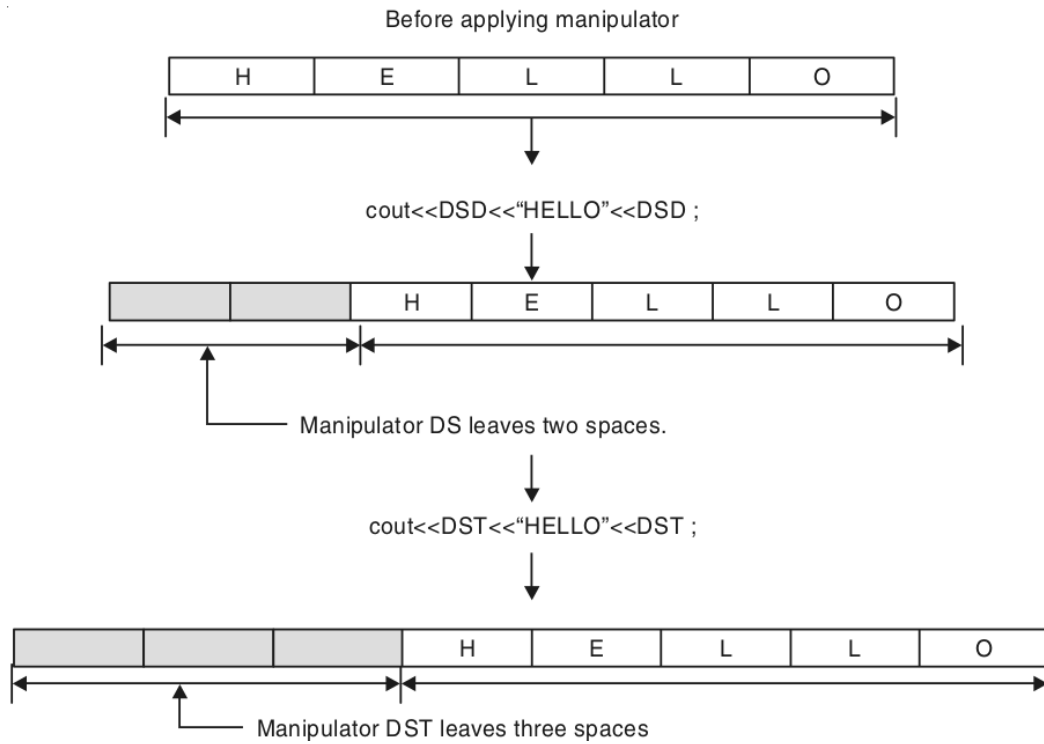 Before applying manipulator
H E L L O
cout<<DSD<<“HELLO”<<DSD ;
H E L L O
Manipulator DS leaves two spaces.
cout<<DST<<“HELLO”<<DST ;
H E L L O
Manipulator DST leaves three spaces